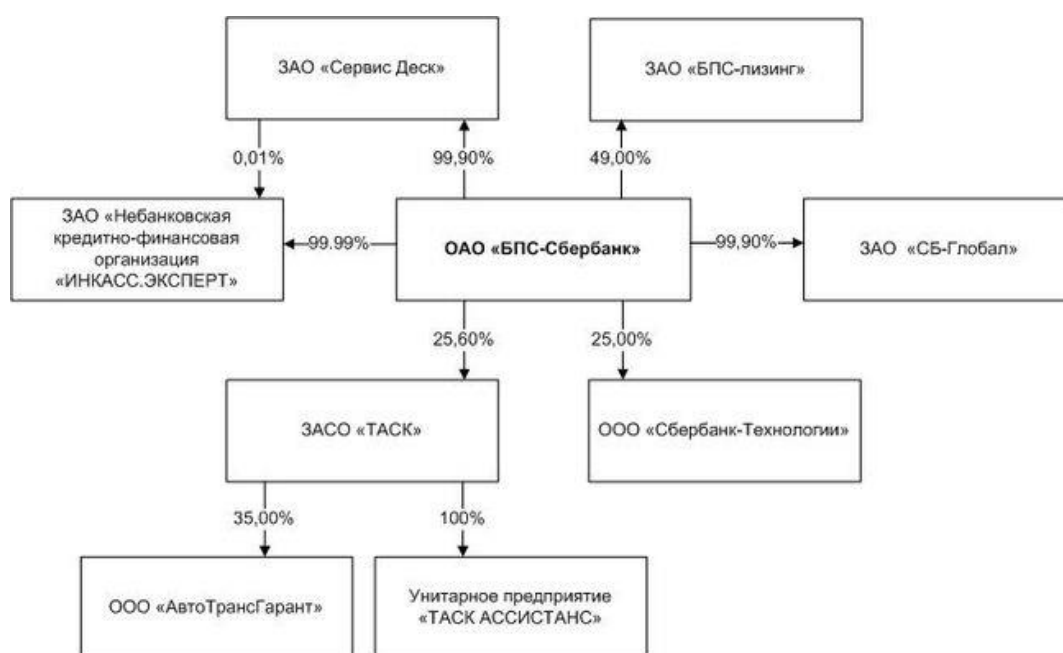 ЗАО «Сервис Деск»
ЗАО «БПС-лизинг»
0,01%
99,90%
49,00%
ЗАО «Небанковская
кредитно-финансовая
организация
«ИНКАСС.ЭКСПЕРТ»
99.99%
ОАО «БПС-Сбербанк»
99,90%
ЗАО «СБ-Глобал»
25,60%
25,00%
ЗАСО «ТАСК»
ООО «Сбербанк-Технологии»
35,00%
100%
ООО «АвтоТрансГарант»
Унитарное предприятие
«ТАСК АССИСТАНС»